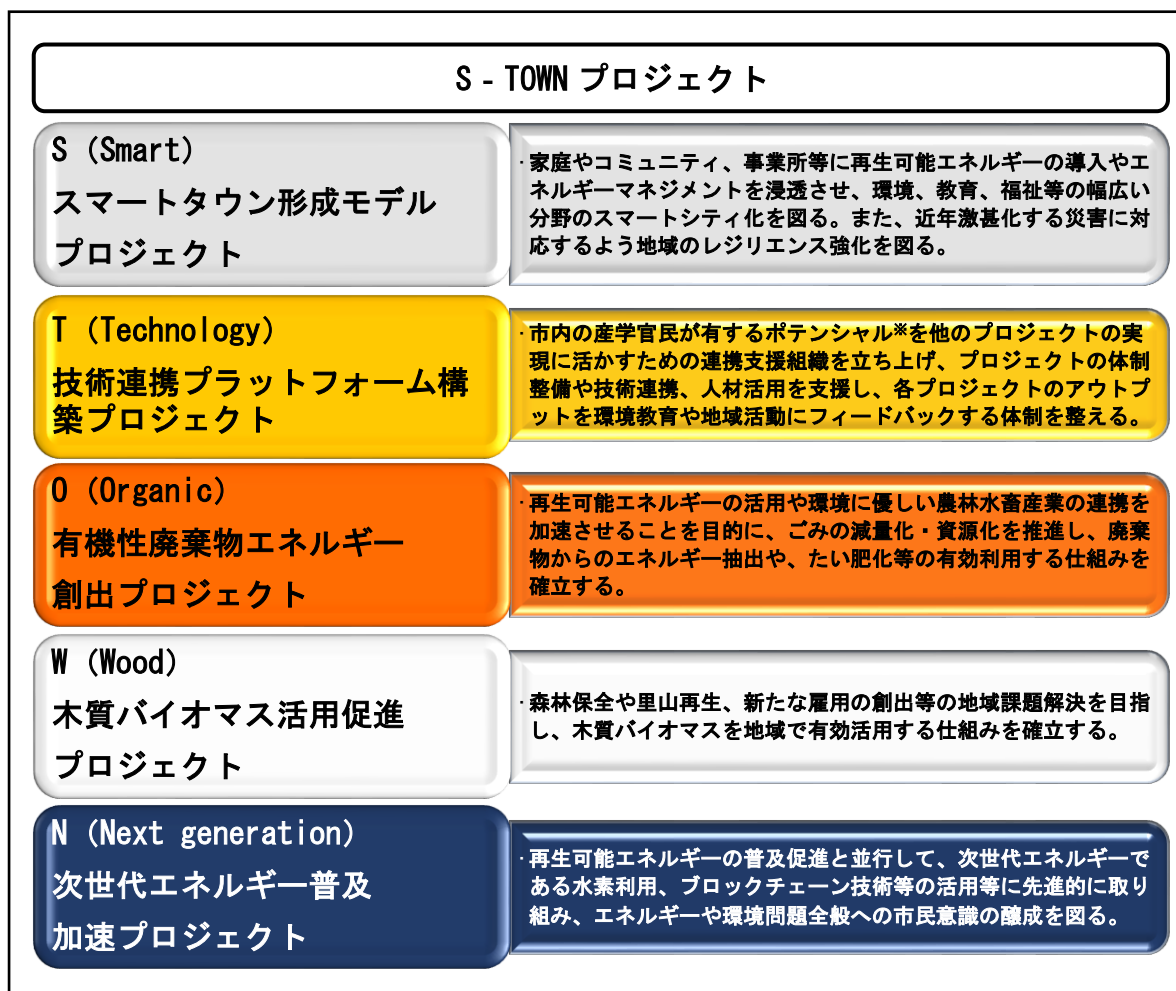 S - TOWN プロジェクト
S (Smart)
スマートタウン形成モデル
プロジェクト
・家庭やコミュニティ、事業所等に再生可能エネルギーの導入やエ
ネルギーマネジメントを浸透させ、環境、教育、福祉等の幅広い
分野のスマートシティ化を図る。また、近年激甚化する災害に対
応するよう地域のレジリエンス強化を図る。
T (Technology)
技術連携プラットフォーム構
築プロジェクト
・市内の産学官民が有するポテンシャル※を他のプロジェクトの実
現に活かすための連携支援組織を立ち上げ、プロジェクトの体制
整備や技術連携、人材活用を支援し、各プロジェクトのアウトプ
ットを環境教育や地域活動にフィードバックする体制を整える。
O (Organic)
有機性廃棄物エネルギー
創出プロジェクト
・再生可能エネルギーの活用や環境に優しい農林水畜産業の連携を
加速させることを目的に、ごみの減量化・資源化を推進し、廃棄
物からのエネルギー抽出や、たい肥化等の有効利用する仕組みを
確立する。
W (Wood)
木質バイオマス活用促進
プロジェクト
・森林保全や里山再生、新たな雇用の創出等の地域課題解決を目指
し、木質バイオマスを地域で有効活用する仕組みを確立する。
N (Next generation)
次世代エネルギー普及
加速プロジェクト
・再生可能エネルギーの普及促進と並行して、次世代エネルギーで
ある水素利用、ブロックチェーン技術等の活用等に先進的に取り
組み、エネルギーや環境問題全般への市民意識の醸成を図る。